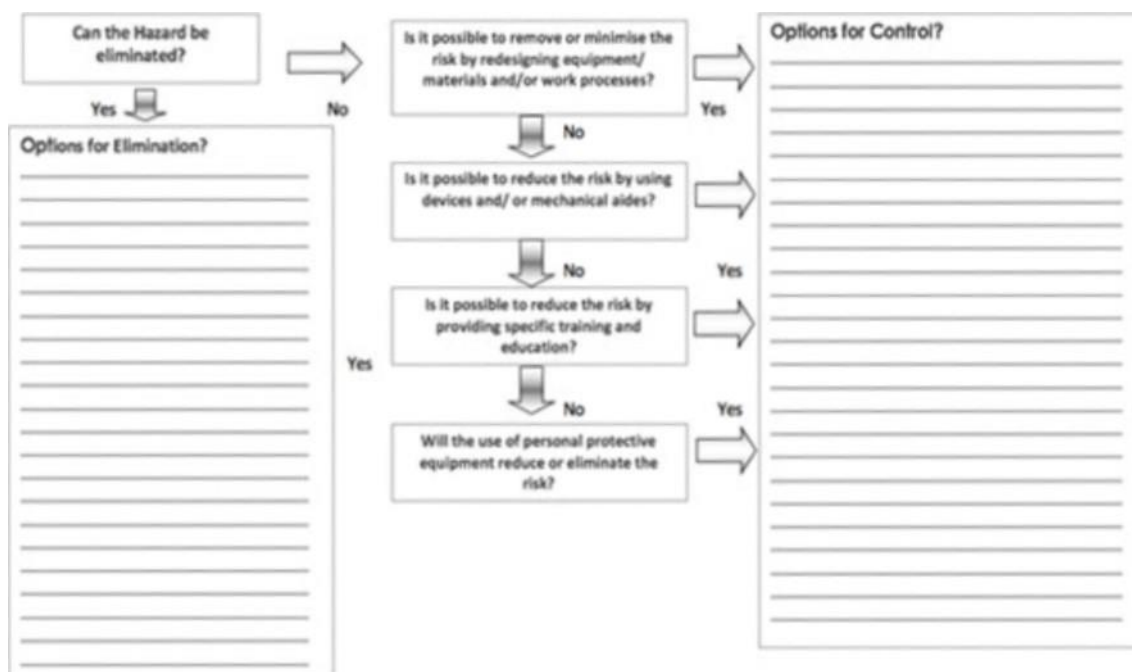 Can the Hazard be
eliminated?
Yes
No
Options for Elimination?
Is it possible to remove or minimise the
risk by redesigning equipment/
materials and/or work processes?
Yes
No
Is it possible to reduce the risk by using
devices and/ or mechanical aides?
No
Yes
Is it possible to reduce the risk by
providing specific training and
education?
Yes
No
Yes
Will the use of personal protective
equipment reduce or eliminate the
risk?
Options for Control?